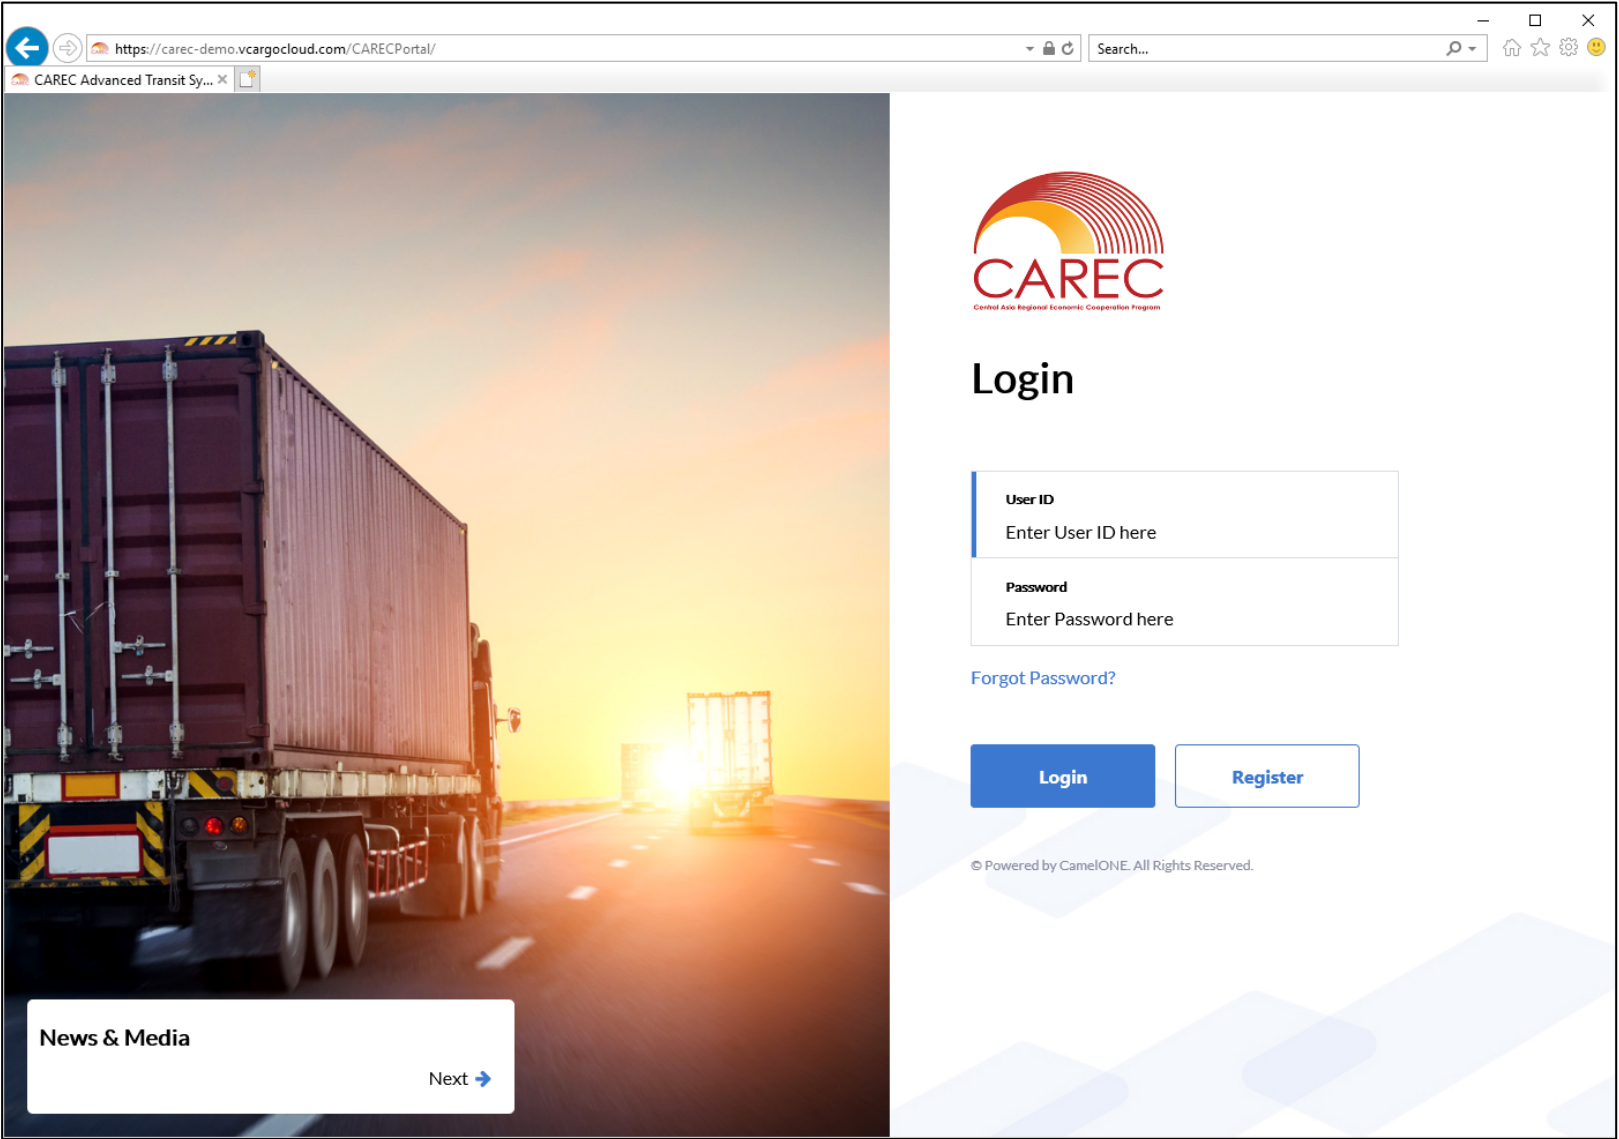 https://carec-demo.vcargocloud.com/CARECPortal/
Search...
CAREC Advanced Transit Sy...
CAREC
Central Asia Regional Economic Cooperation Program
Login
User ID
Enter User ID here
Password
Enter Password here
Forgot Password?
Login
Register
© Powered by CamelONE. All Rights Reserved.
News & Media
Next